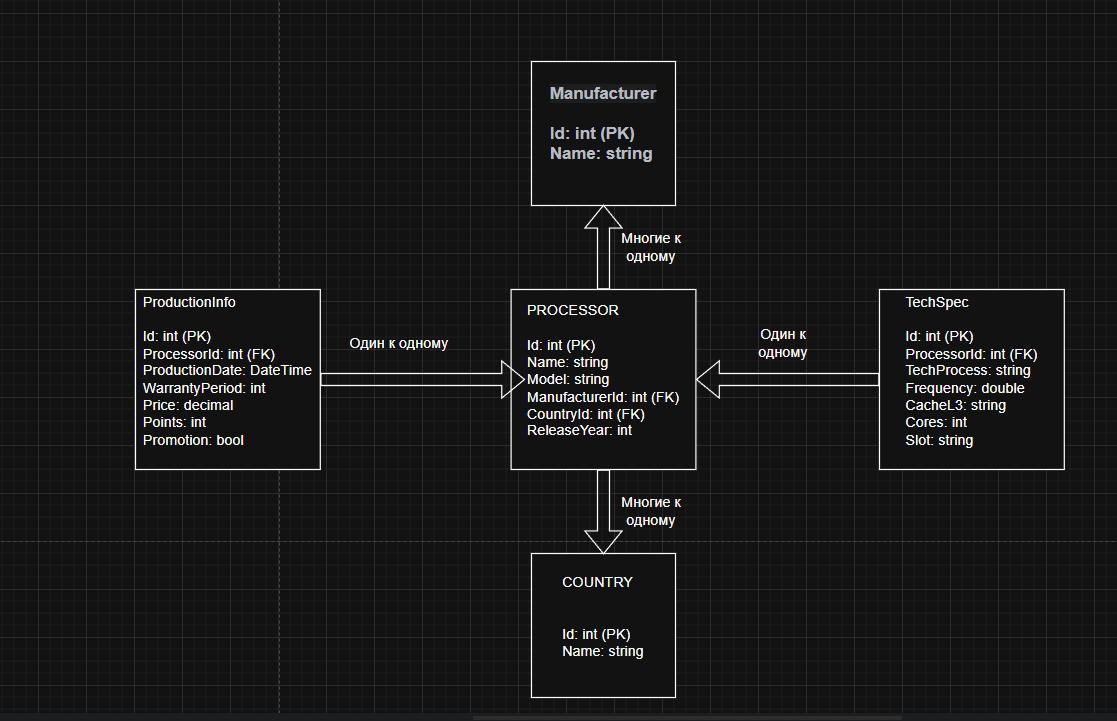 Manufacturer
Id: int (PK)
Name: string
Многие к
одному
ProductionInfo
Id: int (PK)
ProcessorId: int (FK)
ProductionDate: DateTime
WarrantyPeriod: int
Price: decimal
Points: int
Promotion: bool
Один к одному
PROCESSOR
Id: int (PK)
Name: string
Model: string
ManufacturerId: int (FK)
CountryId: int (FK)
ReleaseYear: int
Один к
одному
TechSpec
Id: int (PK)
ProcessorId: int (FK)
TechProcess: string
Frequency: double
CacheL3: string
Cores: int
Slot: string
Многие к
одному
COUNTRY
Id: int (PK)
Name: string